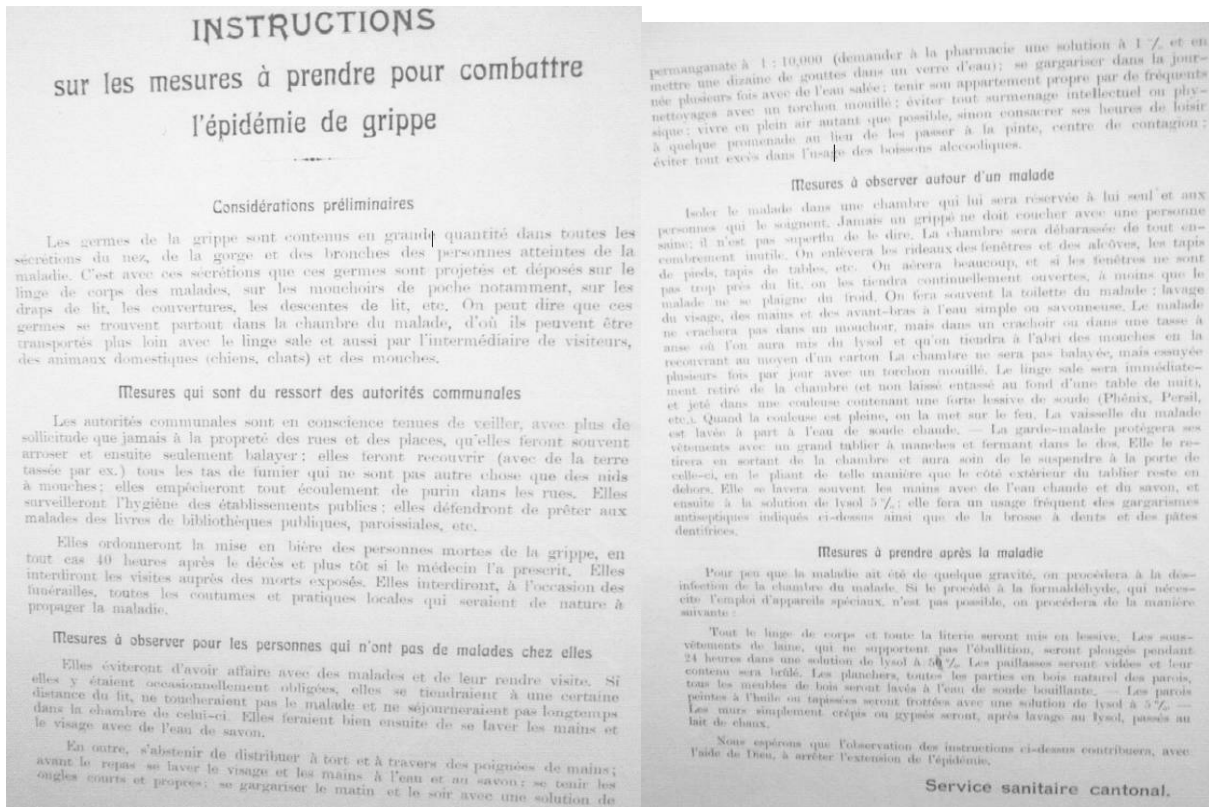 INSTRUCTIONS
sur les mesures à prendre pour combattre
l'épidémie de grippe
Considérations préliminaires
Les germes de la grippe sont contenus en grande quantité dans toutes les
sécrétions du nez, de la gorge et des bronches des personnes atteintes de la
maladie. C'est avec ces sécrétions que ces germes sont projetés et déposés sur le
linge de corps des malades, sur les mouchoirs de poche notamment, sur les
draps de lit, les couvertures, les descentes de lit, etc. On peut dire que ces
germes se trouvent partout dans la chambre du malade, d'où ils peuvent être
transportés plus loin avec le linge sale et aussi par l'intermédiaire de visiteurs,
des animaux domestiques (chiens, chats) et des mouches.
Mesures qui sont du ressort des autorités communales
Les autorités communales sont en conscience tenues de veiller, avec plus de
sollicitude que jamais à la propreté des rues et des places, qu'elles feront souvent
arroser et ensuite seulement balayer ; elles feront recouvrir (avec de la terre
tassée par ex.) tous les tas de fumier qui ne sont pas autre chose que des nids
à mouches ; elles empêcheront tout écoulement de purin dans les rues. Elles
surveilleront l'hygiène des établissements publics ; elles défendront de prêter aux
malades des livres de bibliothèques publiques, paroissiales, etc.
Elles ordonneront la mise en bière des personnes mortes de la grippe, en
tout cas 40 heures après le décès et plus tôt si le médecin l'a prescrit. Elles
interdiront les visites auprès des morts exposés. Elles interdiront, à l'occasion des
funérailles, toutes les coutumes et pratiques locales qui seraient de nature à
propager la maladie.
Mesures à observer pour les personnes qui n'ont pas de malades chez elles
Elles éviteront d'avoir affaire avec des malades et de leur rendre visite. Si
elles y étaient occasionnellement obligées, elles se tiendraient à une certaine
distance du lit, ne toucheraient pas le malade et ne séjourneraient pas longtemps
dans la chambre de celui-ci. Elles feraient bien ensuite de se laver les mains et
le visage avec de l'eau de savon.
En outre, s'abstenir de distribuer à tort et à travers des poignées de mains ;
avant le repas se laver le visage et les mains à l'eau et au savon ; se tenir les
ongles courts et propres ; se gargariser le matin et le soir avec une solution de
permanganate à 1 : 10,000 (demander à la pharmacie une solution à 1 % et en
mettre une dizaine de gouttes dans un verre d'eau) ; se gargariser dans la jour-
née plusieurs fois avec de l'eau salée ; tenir son appartement propre par de fréquents
nettoyages avec un torchon mouillé ; éviter tout surmenage intellectuel ou phy-
sique ; vivre en plein air autant que possible, sinon consacrer ses heures de loisir
à quelque promenade au lieu de les passer à la pinte, centre de contagion ;
éviter tout excès dans l'usage des boissons alcooliques.
Mesures à observer autour d'un malade
Isoler le malade dans une chambre qui lui sera réservée à lui seul et aux
personnes qui le soignent. Jamais un grippé ne doit coucher avec une personne
saine ; il n'est pas superflu de le dire. La chambre sera débarassée de tout en-
combrement inutile. On enlèvera les rideaux des fenêtres et des alcôves, les tapis
de pieds, tapis de tables, etc. On aérera beaucoup, et si les fenêtres ne sont
pas trop près du lit, on les tiendra continuellement ouvertes, à moins que le
malade ne se plaigne du froid. On fera souvent la toilette du malade ; lavage
du visage, des mains et des avant-bras à l'eau simple ou savonneuse. Le malade
ne crachera pas dans un mouchoir, mais dans un crachoir ou dans une tasse à
anse où l'on aura mis du lysol et qu'on tiendra à l'abri des mouches en la
recouvrant au moyen d'un carton. La chambre ne sera pas balayée, mais essuyée
plusieurs fois par jour avec un torchon mouillé. Le linge sale sera immédiate-
ment retiré de la chambre (et non laissé entassé au fond d'une table de nuit),
et jeté dans une couleuse contenant une forte lessive de soude (Phénix, Persil,
etc.). Quand la couleuse est pleine, on la met sur le feu. La vaisselle du malade
est lavée à part à l'eau de soude chaude. — La garde-malade protégera ses
vêtements avec un grand tablier à manches et fermant dans le dos. Elle le re-
tirera en sortant de la chambre et aura soin de le suspendre à la porte de
celle-ci, en le pliant de telle manière que le côté extérieur du tablier reste en
dehors. Elle se lavera souvent les mains avec de l'eau chaude et du savon, et
ensuite à la solution de lysol 5 % ; elle fera un usage fréquent des gargarismes
antiseptiques indiqués ci-dessus ainsi que de la brosse à dents et des pâtes
dentifrices.
Mesures à prendre après la maladie
Pour peu que la maladie ait été de quelque gravité, on procédera à la dés-
infection de la chambre du malade. Si le procédé à la formaldéhyde, qui néces-
cite l'emploi d'appareils spéciaux, n'est pas possible, on procédera de la manière
suivante :
Tout le linge de corps et toute la literie seront mis en lessive. Les sous-
vêtements de laine, qui ne supportent pas l'ébullition, seront plongés pendant
24 heures dans une solution de lysol à %. Les paillasses seront vidées et leur
contenu sera brûlé. Les planchers, toutes les parties en bois naturel des parois,
tous les meubles de bois seront lavés à l'eau de soude bouillante. — Les parois
peintes à l'huile ou tapissées seront frottées avec une solution de lysol à 5 % —
Les murs simplement crépis ou gypsés seront, après lavage au lysol, passés au
lait de chaux.
Nous espérons que l'observation des instructions ci-dessus contribuera, avec
l'aide de Dieu, à arrêter l'extension de l'épidémie.
Service sanitaire cantonal.